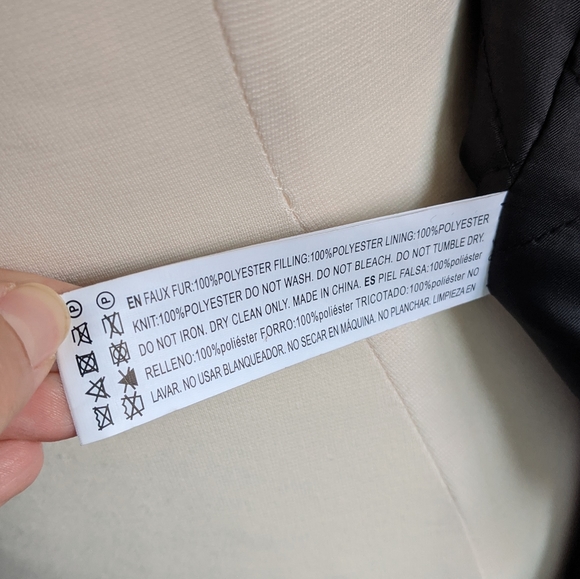 P P
EN FAUX FUR:100%POLYESTER FILLING:100%POLYESTER LINING:100%POLYESTER
KNIT:100%POLYESTER DO NOT WASH. DO NOT BLEACH. DO NOT TUMBLE DRY.
DO NOT IRON. DRY CLEAN ONLY. MADE IN CHINA. ES PIEL FALSA:100%poliéster
RELLENO:100%poliéster FORRO:100%poliéster TRICOTADO:100%poliéster NO
LAVAR. NO USAR BLANQUEADOR. NO SECAR EN MÁQUINA. NO PLANCHAR. LIMPIEZA EN